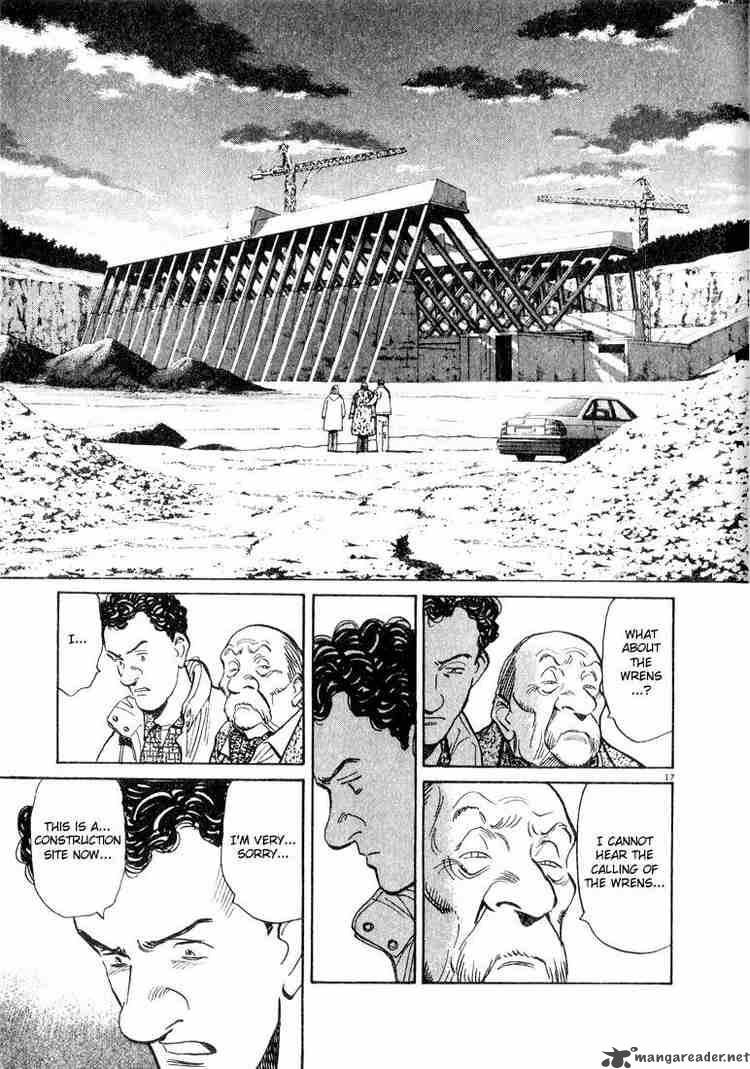 WHAT
ABOUT
THE
WRENS
...?
17
I CANNOT
HEAR THE
CALLING
OF THE
WRENS...
I...
I'M VERY...
SORRY...
THIS IS A...
CONSTRUCTION
SITE NOW...
mangareader.net